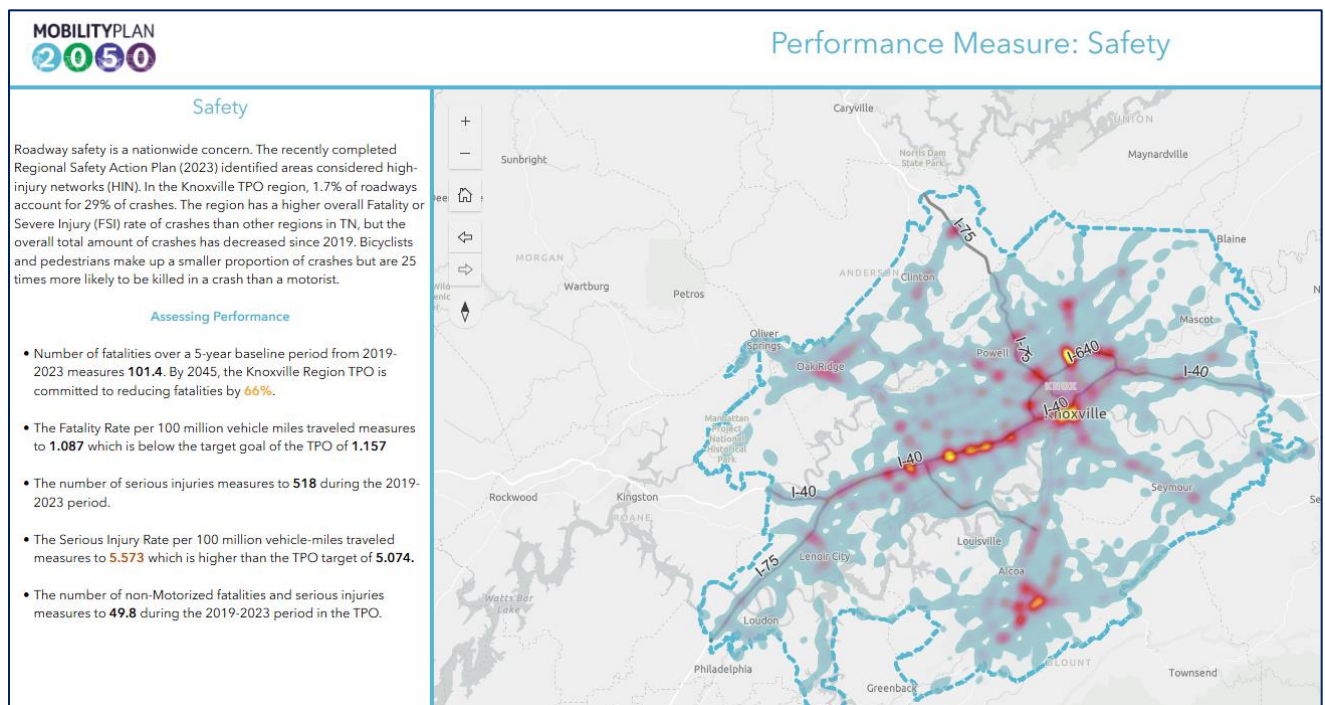 MOBILITYPLAN
2050
Performance Measure: Safety
Safety
Roadway safety is a nationwide concern. The recently completed
Regional Safety Action Plan (2023) identified areas considered high-
injury networks (HIN). In the Knoxville TPO region, 1.7% of roadways
account for 29% of crashes. The region has a higher overall Fatality or
Severe Injury (FSI) rate of crashes than other regions in TN, but the
overall total amount of crashes has decreased since 2019. Bicyclists
and pedestrians make up a smaller proportion of crashes but are 25
times more likely to be killed in a crash than a motorist.
Assessing Performance
• Number of fatalities over a 5-year baseline period from 2019-
2023 measures 101.4. By 2045, the Knoxville Region TPO is
committed to reducing fatalities by 66%.
• The Fatality Rate per 100 million vehicle miles traveled measures
to 1.087 which is below the target goal of the TPO of 1.157
• The number of serious injuries measures to 518 during the 2019-
2023 period.
• The Serious Injury Rate per 100 million vehicle-miles traveled
measures to 5.573 which is higher than the TPO target of 5.074.
• The number of non-Motorized fatalities and serious injuries
measures to 49.8 during the 2019-2023 period in the TPO.
+
−
Caryville
UNION
Sunbright
Norris Dam
State Park
Maynardville
I-75
Blaine
MORGAN
ANDERSON
Clinton
Wartburg
Petros
Mascot
Oliver
Springs
Powell
I-75
I-640
Oak Ridge
I-40
KNOX
I-40
Knoxville
Manhattan
Project
National
Historical
Park
I-40
I-40
Seymour
Rockwood
Kingston
ROANE
Louisville
Lenoir City
I-75
Alcoa
Watts Bar
Lake
Loudon
BLOUNT
Philadelphia
Townsend
Greenback